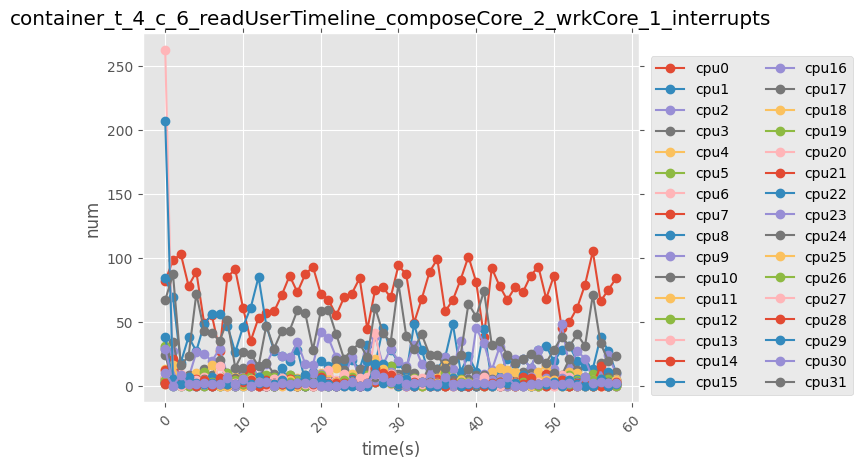 container_t_4_c_6_readUserTimeline_composeCore_2_wrkCore_1_interrupts
250
200
150
100
50
0
num
0
10
20
30
40
50
60
time(s)
cpu0
cpu1
cpu2
cpu3
cpu4
cpu5
cpu6
cpu7
cpu8
cpu9
cpu10
cpu11
cpu12
cpu13
cpu14
cpu15
cpu16
cpu17
cpu18
cpu19
cpu20
cpu21
cpu22
cpu23
cpu24
cpu25
cpu26
cpu27
cpu28
cpu29
cpu30
cpu31